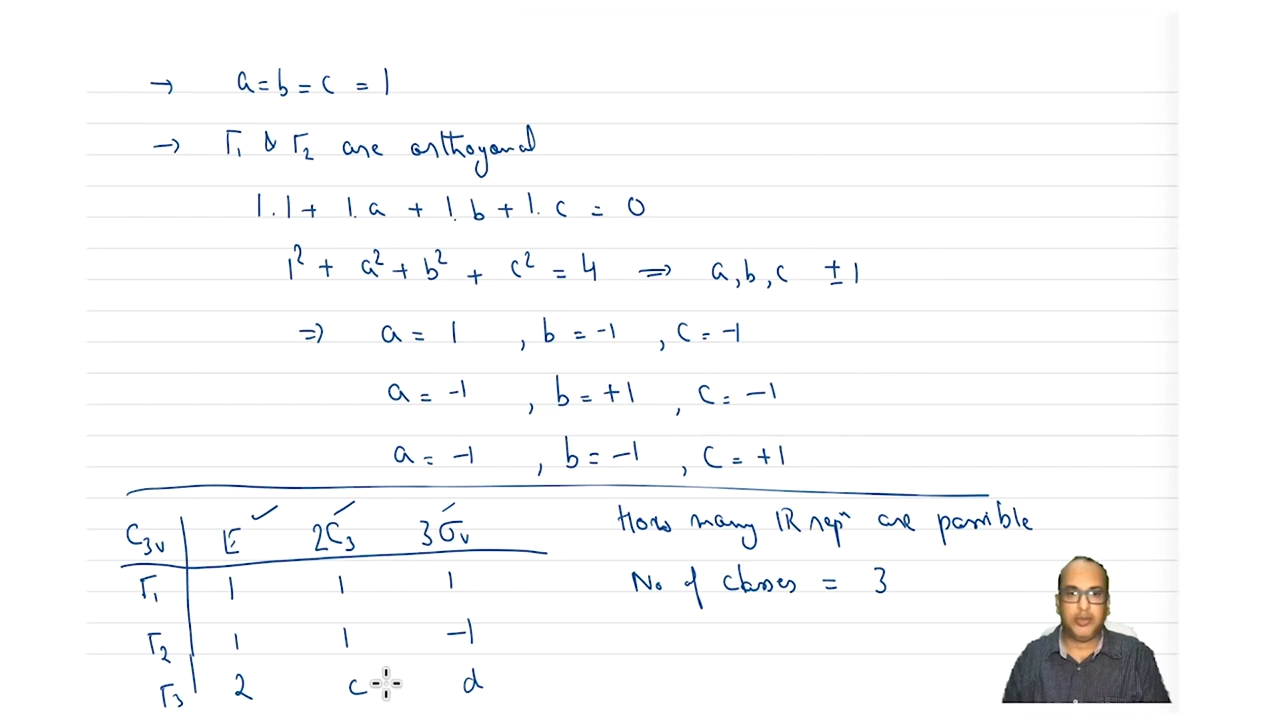 → a = b = c = 1
→ Γ₁ & Γ₂ are orthogonal
1.1 + 1.a + 1.b + 1.c = 0
1² + a² + b² + c² = 4 ⇒ a, b, c ±1
⇒ a = 1 , b = -1 , c = -1
a = -1 , b = +1 , c = -1
a = -1 , b = -1 , c = +1
C₃ᵥ E ✓ 2C₃ ✓ 3σᵥ ✓
Γ₁ 1 1 1
Γ₂ 1 1 -1
Γ₃ 2 c d
How many IR repⁿ are possible
No of classes = 3